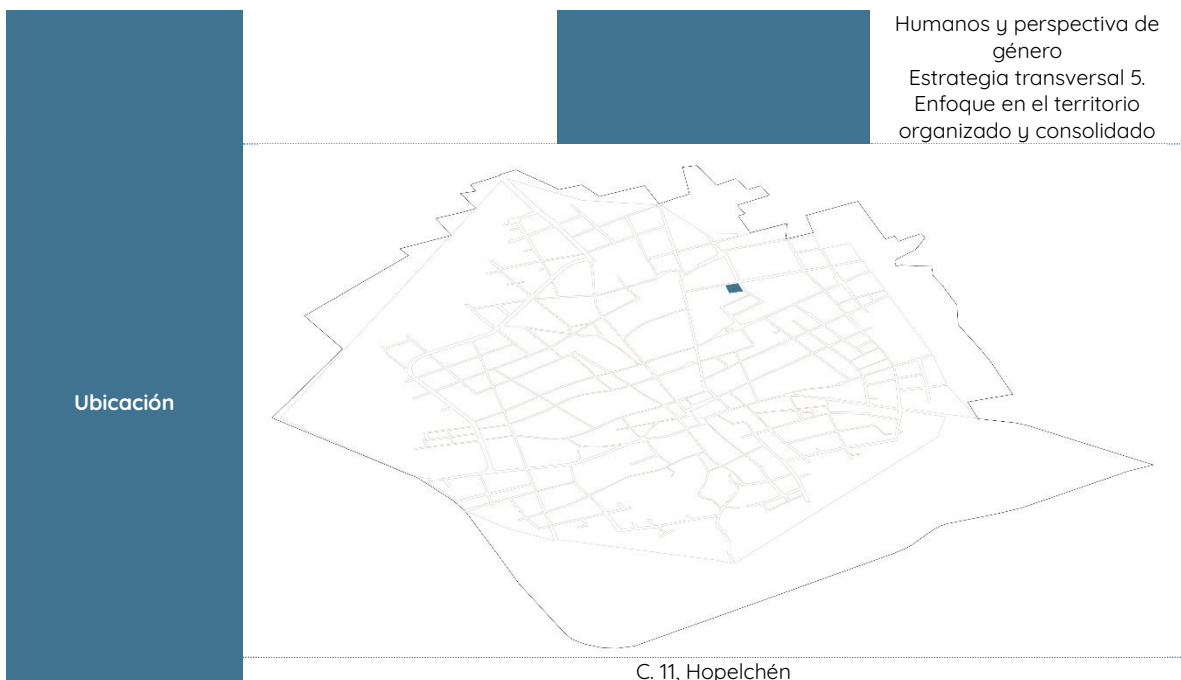 Humanos y perspectiva de
género
Estrategia transversal 5.
Enfoque en el territorio
organizado y consolidado
Ubicación
C. 11, Hopelchén